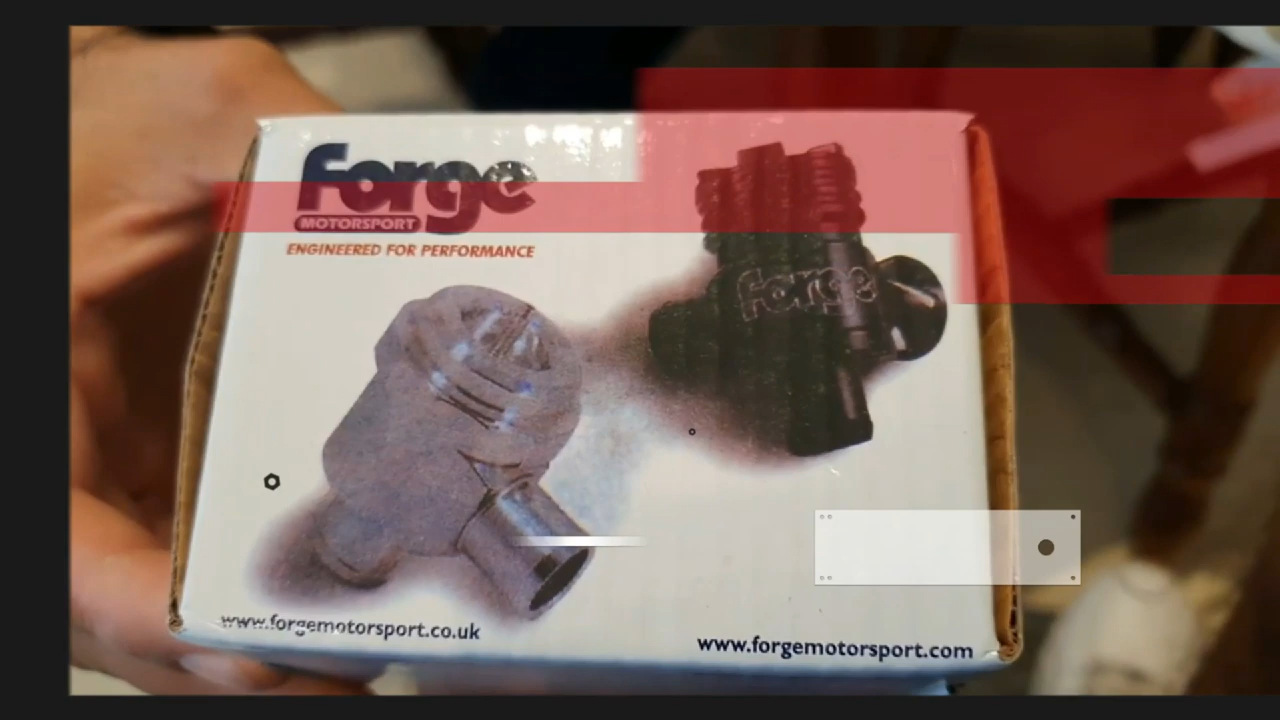 forge
MOTORSPORT
ENGINEERED FOR PERFORMANCE
forge
www.forgemotorsport.co.uk
www.forgemotorsport.com